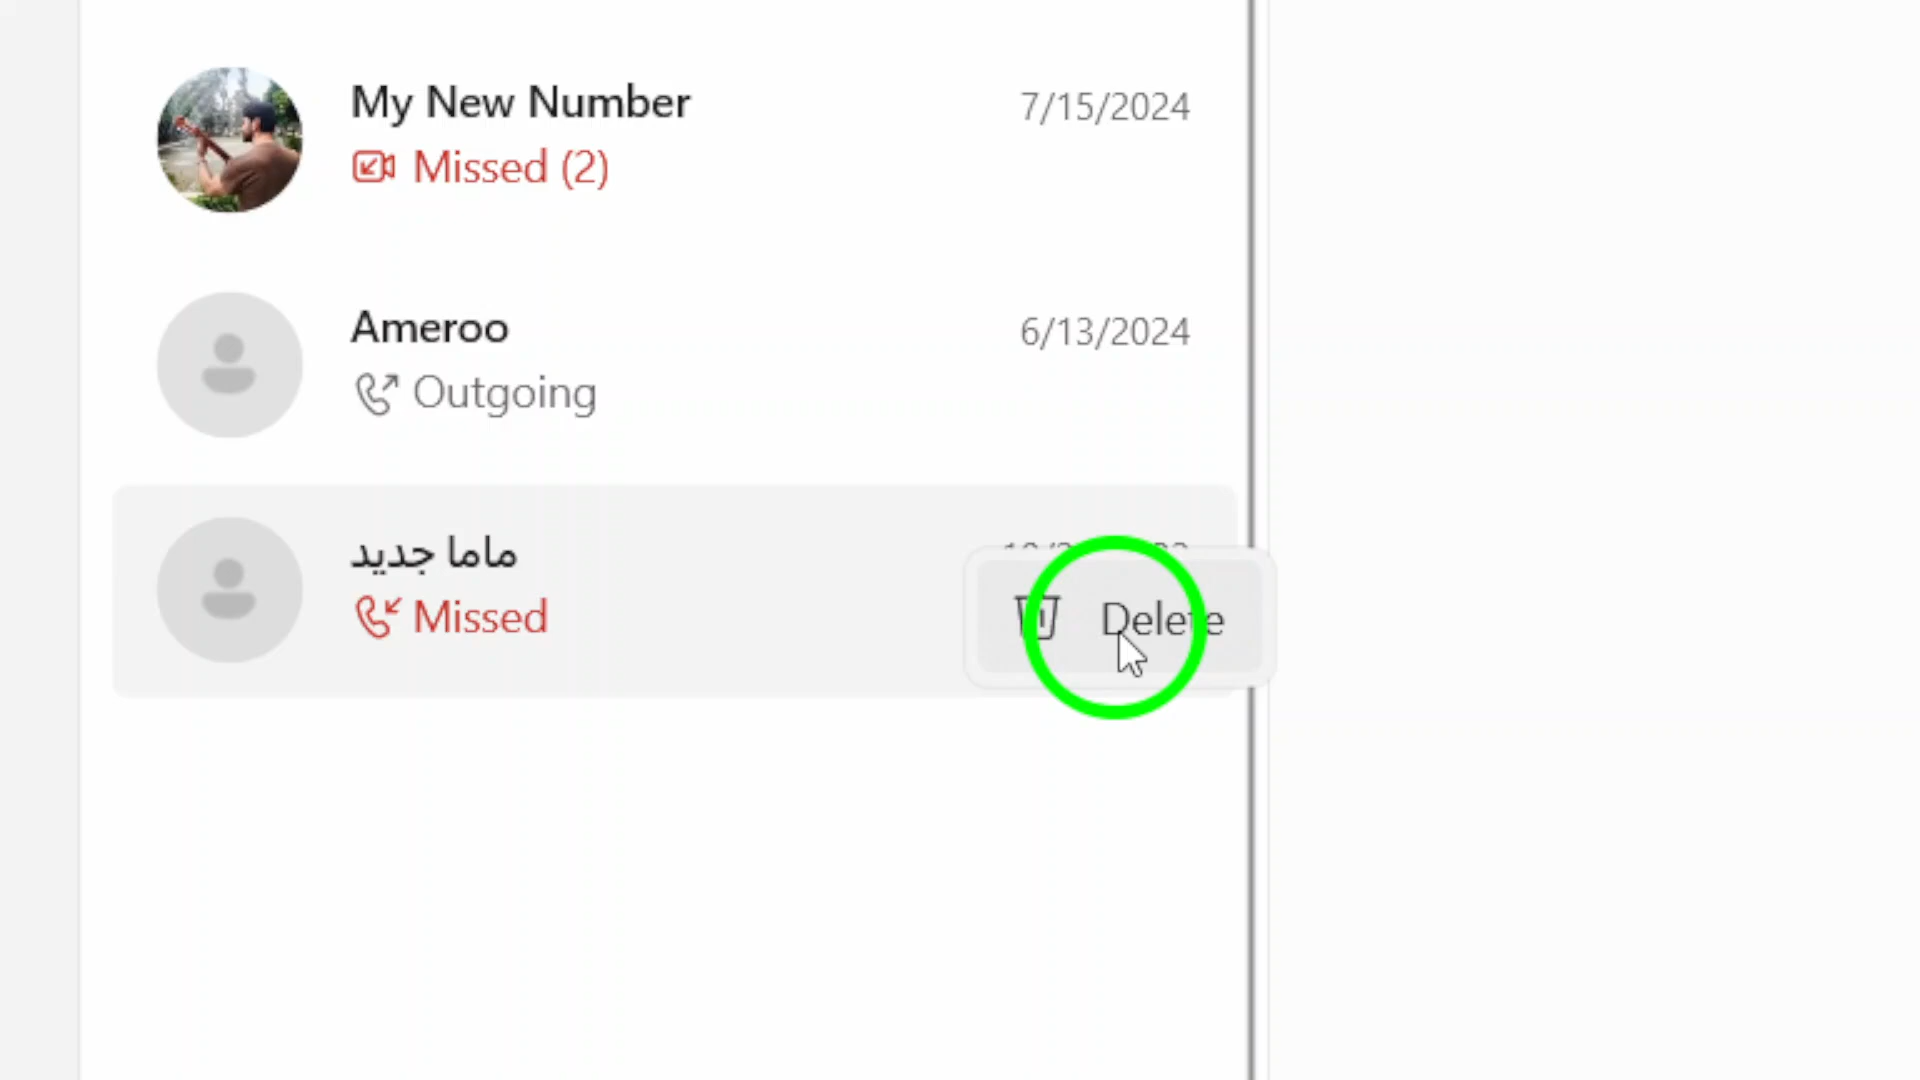 My New Number
7/15/2024
Missed (2)
Ameroo
6/13/2024
Outgoing
ماما جديد
Missed
Delete